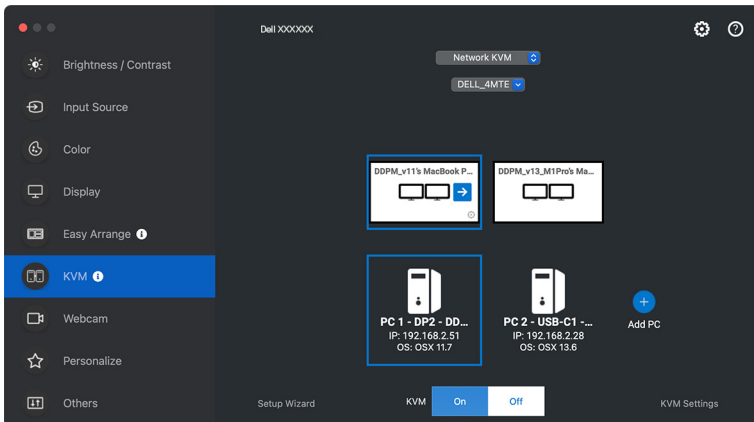 Dell XXXXXX
Brightness / Contrast
Input Source
Color
Display
Easy Arrange
KVM
Webcam
Personalize
Others
Network KVM
DELL_4MTE
DDPM_v11's MacBook P...
DDPM_v13_M1Pro's Ma...
PC 1 - DP2 - DD...
IP: 192.168.2.51
OS: OSX 11.7
PC 2 - USB-C1 -...
IP: 192.168.2.28
OS: OSX 13.6
Add PC
Setup Wizard
KVM
On
Off
KVM Settings